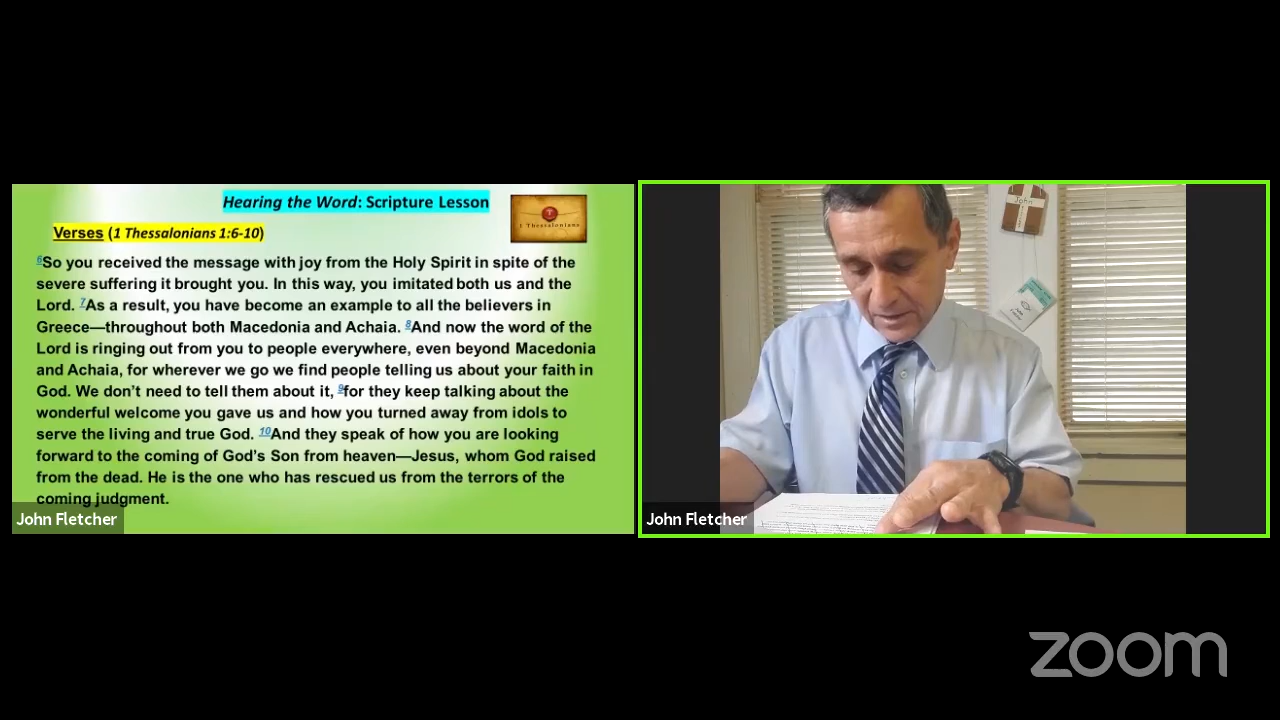 Hearing the Word: Scripture Lesson
1 Thessalonians
Verses (1 Thessalonians 1:6-10)
6So you received the message with joy from the Holy Spirit in spite of the
severe suffering it brought you. In this way, you imitated both us and the
Lord. 7As a result, you have become an example to all the believers in
Greece—throughout both Macedonia and Achaia. 8And now the word of the
Lord is ringing out from you to people everywhere, even beyond Macedonia
and Achaia, for wherever we go we find people telling us about your faith in
God. We don't need to tell them about it, 9for they keep talking about the
wonderful welcome you gave us and how you turned away from idols to
serve the living and true God. 10And they speak of how you are looking
forward to the coming of God's Son from heaven—Jesus, whom God raised
from the dead. He is the one who has rescued us from the terrors of the
coming judgment.
John Fletcher
John
John Fletcher
zoom